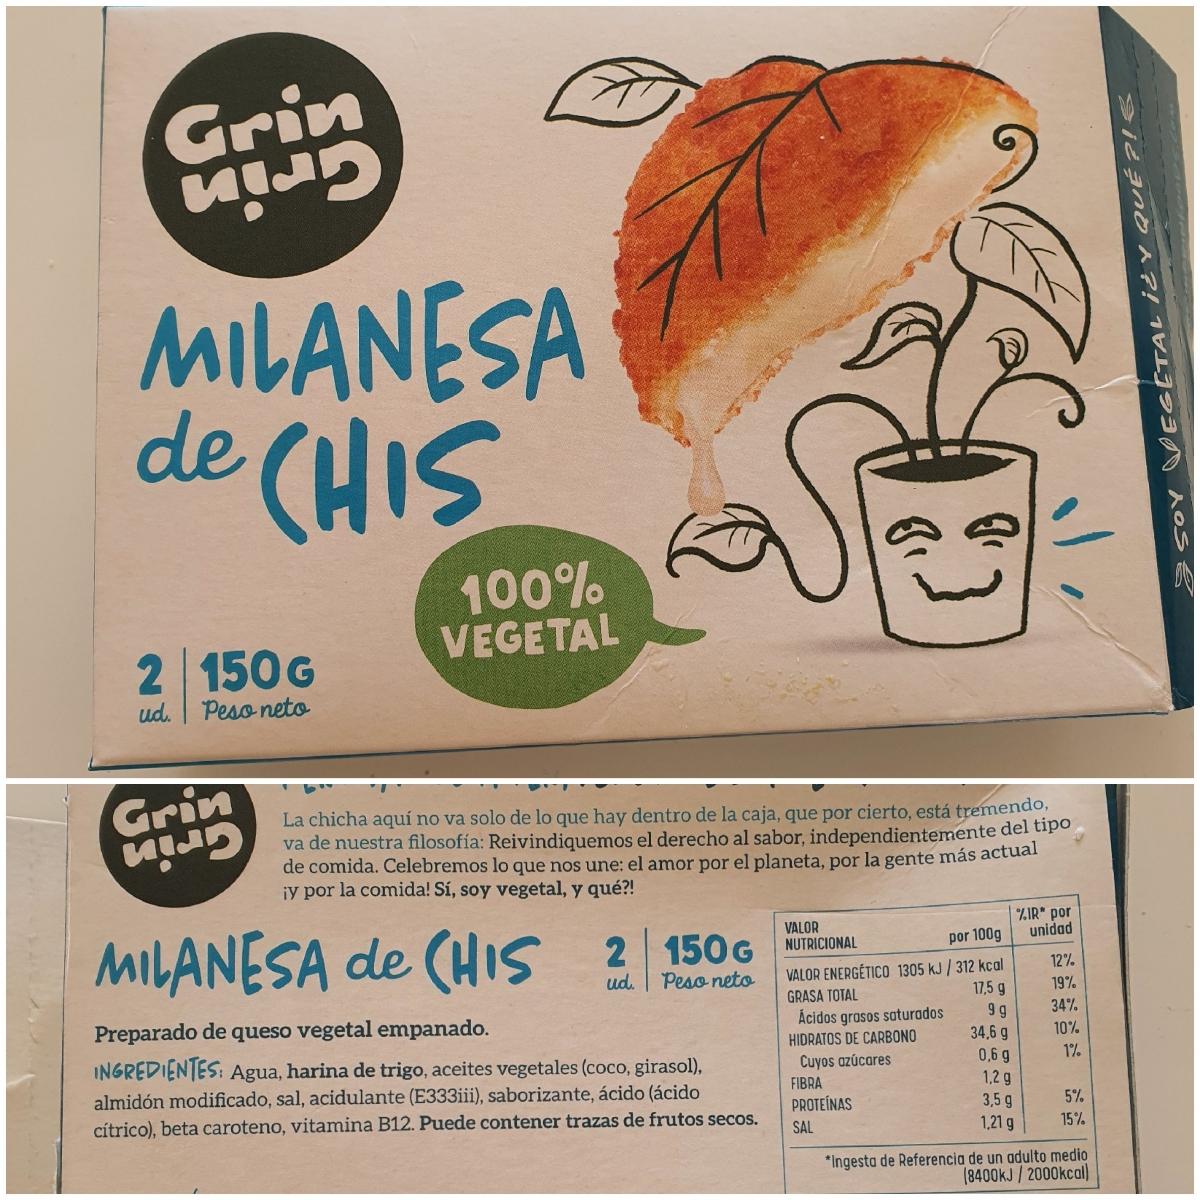 Grin
Grin
MILANESA
de CHIS
100%
VEGETAL
2 ud. | 150G Peso neto
SOY VEGETAL ¡¿Y QUÉ?!
Grin
Grin
La chicha aquí no va solo de lo que hay dentro de la caja, que por cierto, está tremendo,
va de nuestra filosofía: Reivindiquemos el derecho al sabor, independientemente del tipo
de comida. Celebremos lo que nos une: el amor por el planeta, por la gente más actual
¡y por la comida! Sí, soy vegetal, y qué?!
MILANESA de CHIS
2 ud. | 150G Peso neto
Preparado de queso vegetal empanado.
INGREDIENTES: Agua, harina de trigo, aceites vegetales (coco, girasol),
almidón modificado, sal, acidulante (E333iii), saborizante, ácido (ácido
cítrico), beta caroteno, vitamina B12. Puede contener trazas de frutos secos.
VALOR NUTRICIONAL por 100g %IR* por unidad
VALOR ENERGÉTICO 1305 kJ / 312 kcal 12%
GRASA TOTAL 17,5 g 19%
Ácidos grasos saturados 9 g 34%
HIDRATOS DE CARBONO 34,6 g 10%
Cuyos azúcares 0,6 g 1%
FIBRA 1,2 g
PROTEÍNAS 3,5 g 5%
SAL 1,21 g 15%
*Ingesta de Referencia de un adulto medio
(8400kJ / 2000kcal)